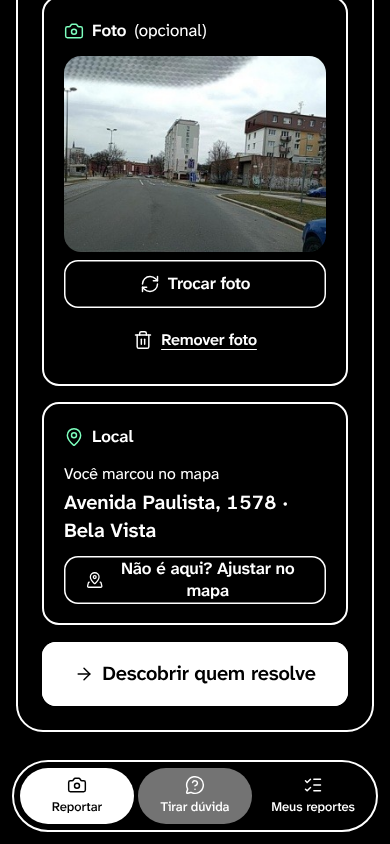 Foto (opcional)
Trocar foto
Remover foto
Local
Você marcou no mapa
Avenida Paulista, 1578 ·
Bela Vista
Não é aqui? Ajustar no
mapa
Descobrir quem resolve
Reportar
Tirar dúvida
Meus reportes